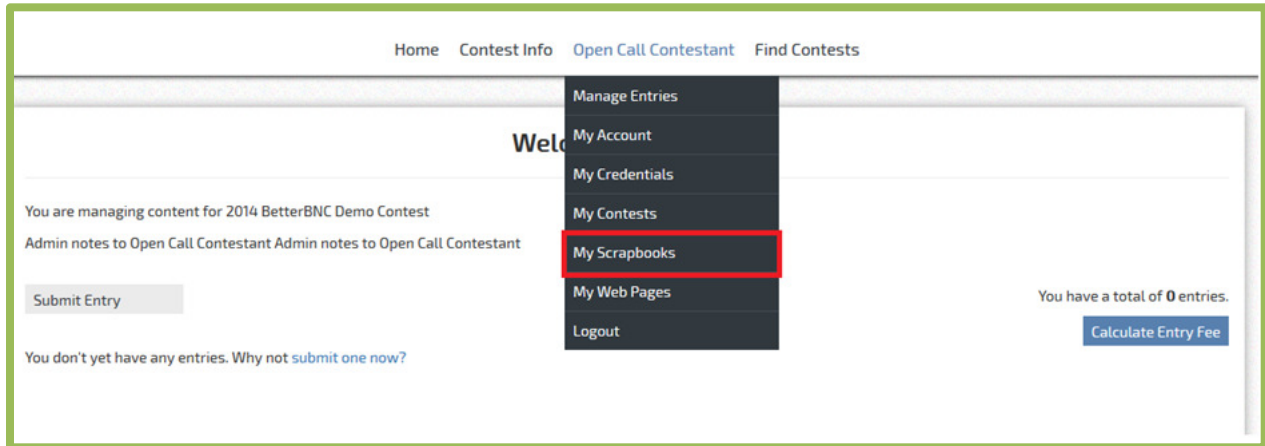 Home Contest Info Open Call Contestant Find Contests
Manage Entries
My Account
My Credentials
My Contests
My Scrapbooks
My Web Pages
Logout
You are managing content for 2014 BetterBNC Demo Contest
Admin notes to Open Call Contestant Admin notes to Open Call Contestant
Submit Entry
You have a total of 0 entries.
Calculate Entry Fee
You don't yet have any entries. Why not submit one now?